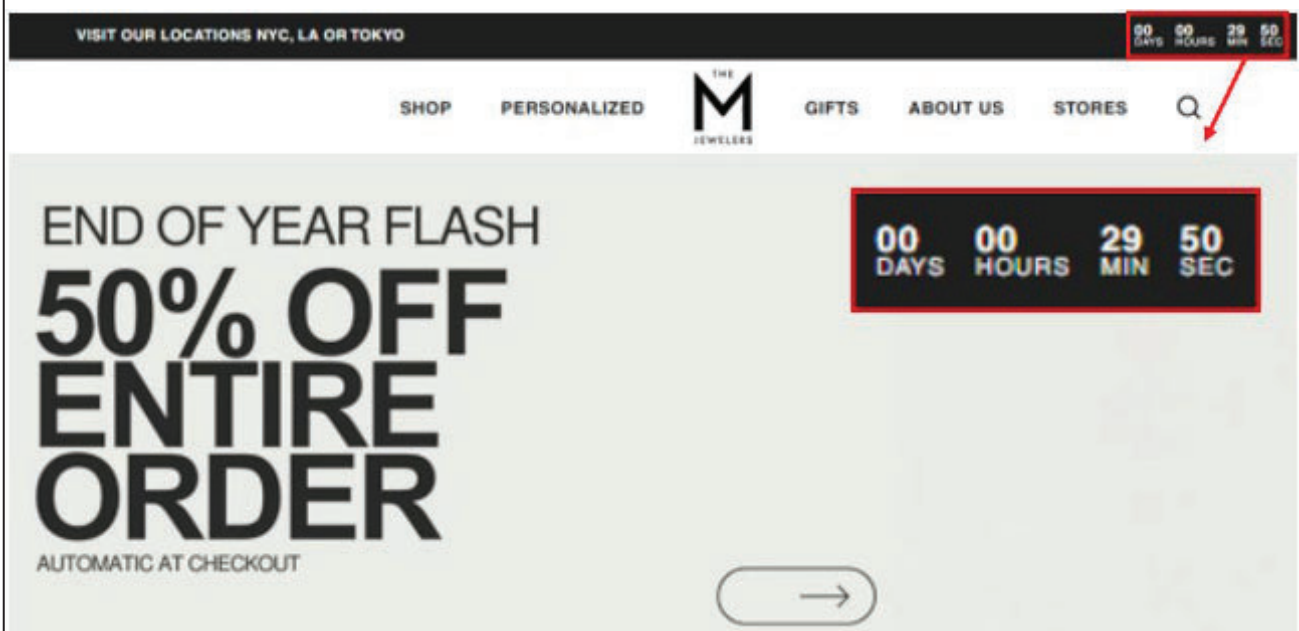 VISIT OUR LOCATIONS NYC, LA OR TOKYO
00 DAYS 00 HOURS 29 MIN 50 SEC
THE
M
JEWELERS
SHOP PERSONALIZED GIFTS ABOUT US STORES
END OF YEAR FLASH
50% OFF
ENTIRE
ORDER
AUTOMATIC AT CHECKOUT
00 00 29 50
DAYS HOURS MIN SEC